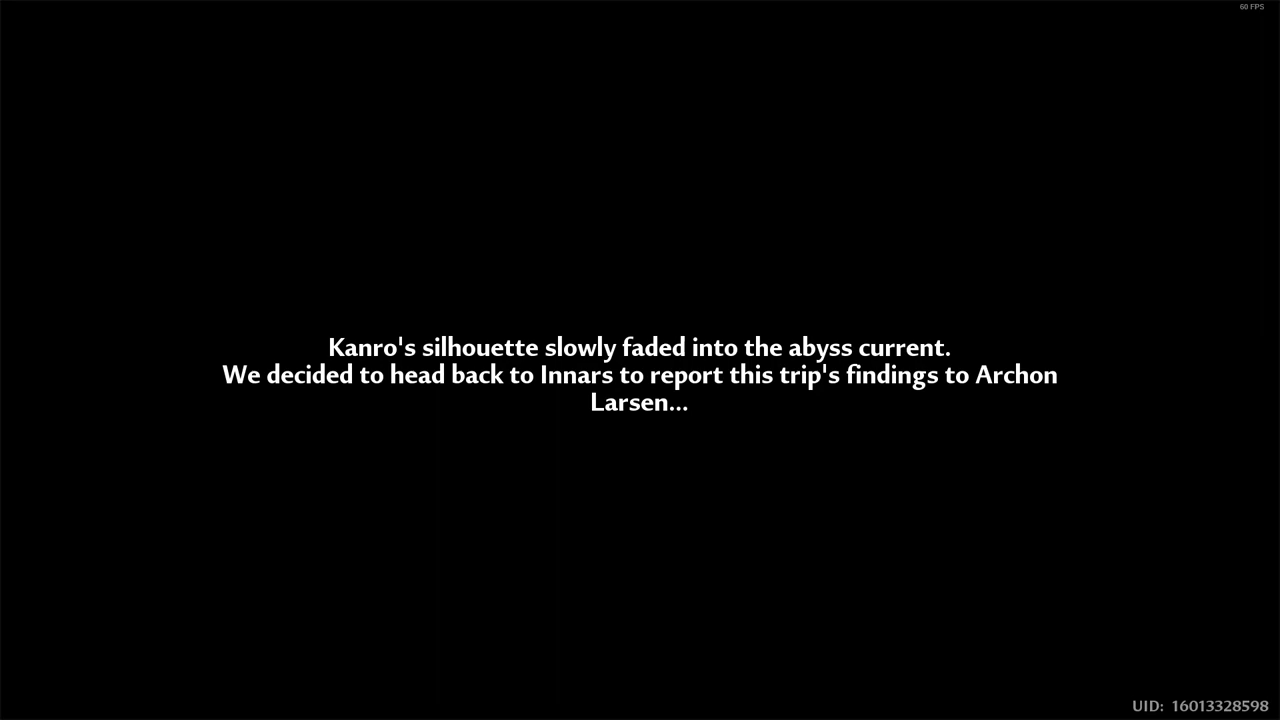 60 FPS
Kanro's silhouette slowly faded into the abyss current.
We decided to head back to Innars to report this trip's findings to Archon
Larsen...
UID: 16013328598